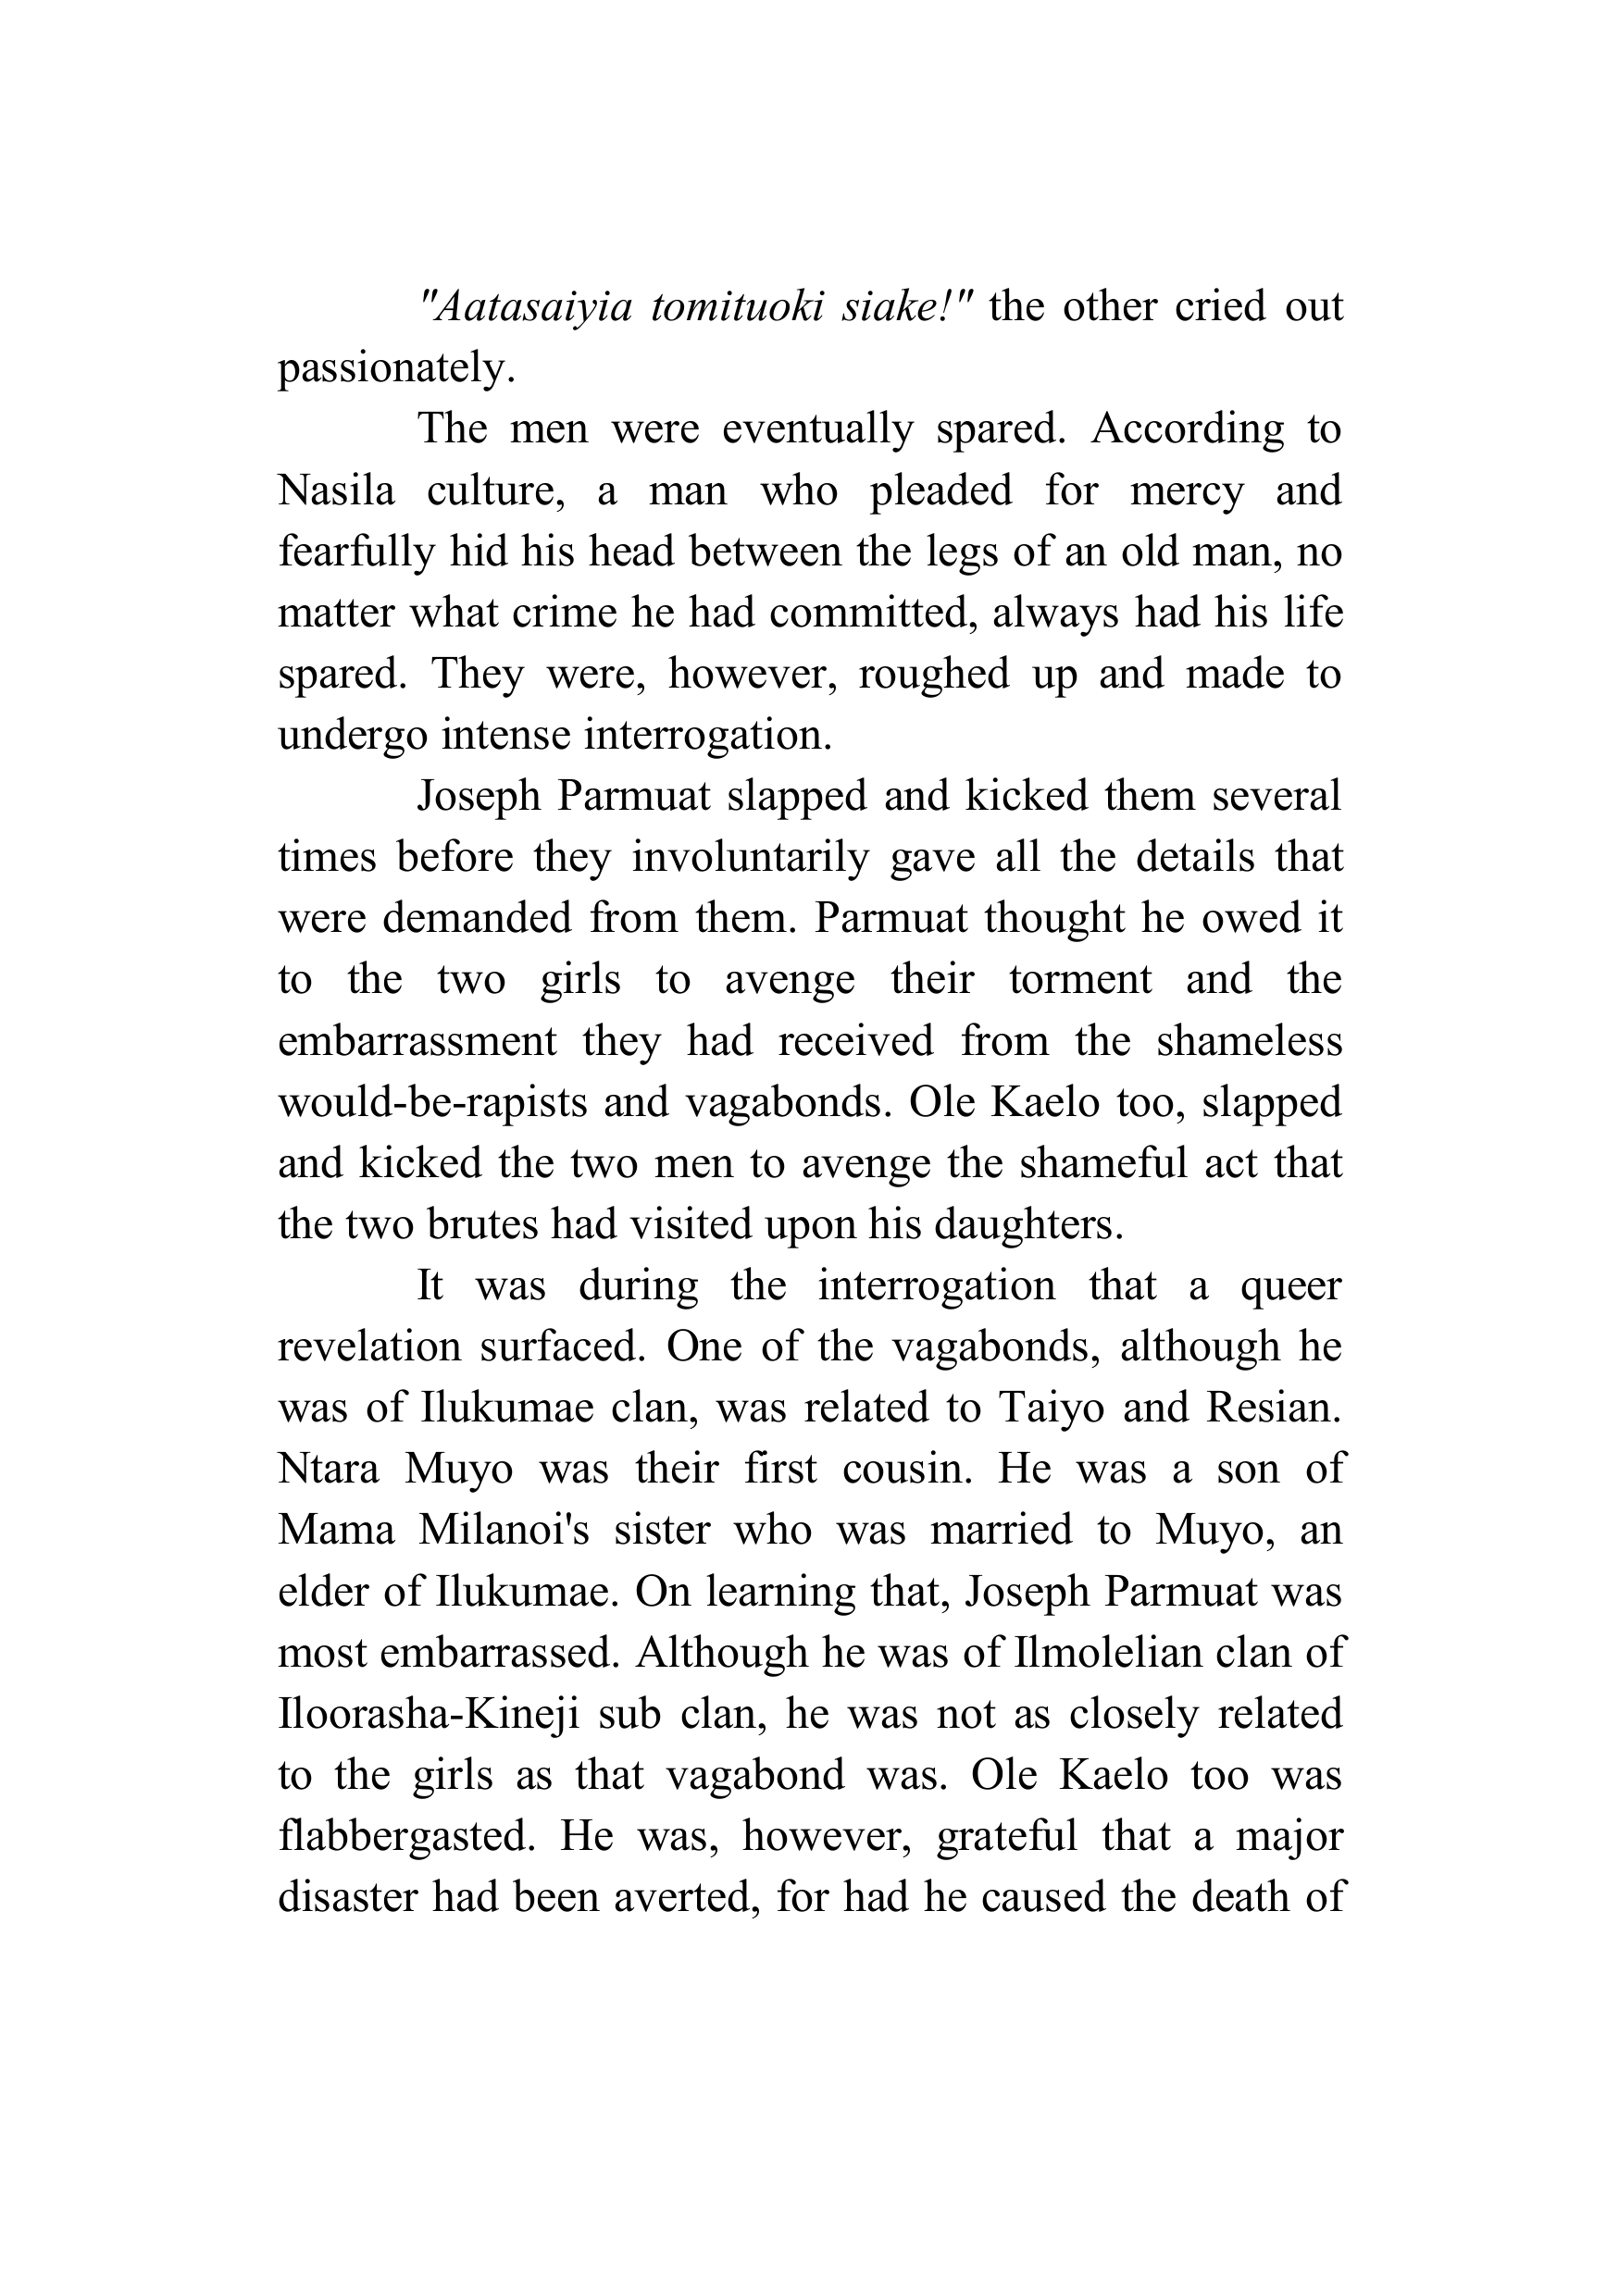 "Aatasaiyia tomituoki siake!" the other cried out
passionately.
The men were eventually spared. According to
Nasila culture, a man who pleaded for mercy and
fearfully hid his head between the legs of an old man, no
matter what crime he had committed, always had his life
spared. They were, however, roughed up and made to
undergo intense interrogation.
Joseph Parmuat slapped and kicked them several
times before they involuntarily gave all the details that
were demanded from them. Parmuat thought he owed it
to the two girls to avenge their torment and the
embarrassment they had received from the shameless
would-be-rapists and vagabonds. Ole Kaelo too, slapped
and kicked the two men to avenge the shameful act that
the two brutes had visited upon his daughters.
It was during the interrogation that a queer
revelation surfaced. One of the vagabonds, although he
was of Ilukumae clan, was related to Taiyo and Resian.
Ntara Muyo was their first cousin. He was a son of
Mama Milanoi's sister who was married to Muyo, an
elder of Ilukumae. On learning that, Joseph Parmuat was
most embarrassed. Although he was of Ilmolelian clan of
Iloorasha-Kineji sub clan, he was not as closely related
to the girls as that vagabond was. Ole Kaelo too was
flabbergasted. He was, however, grateful that a major
disaster had been averted, for had he caused the death of